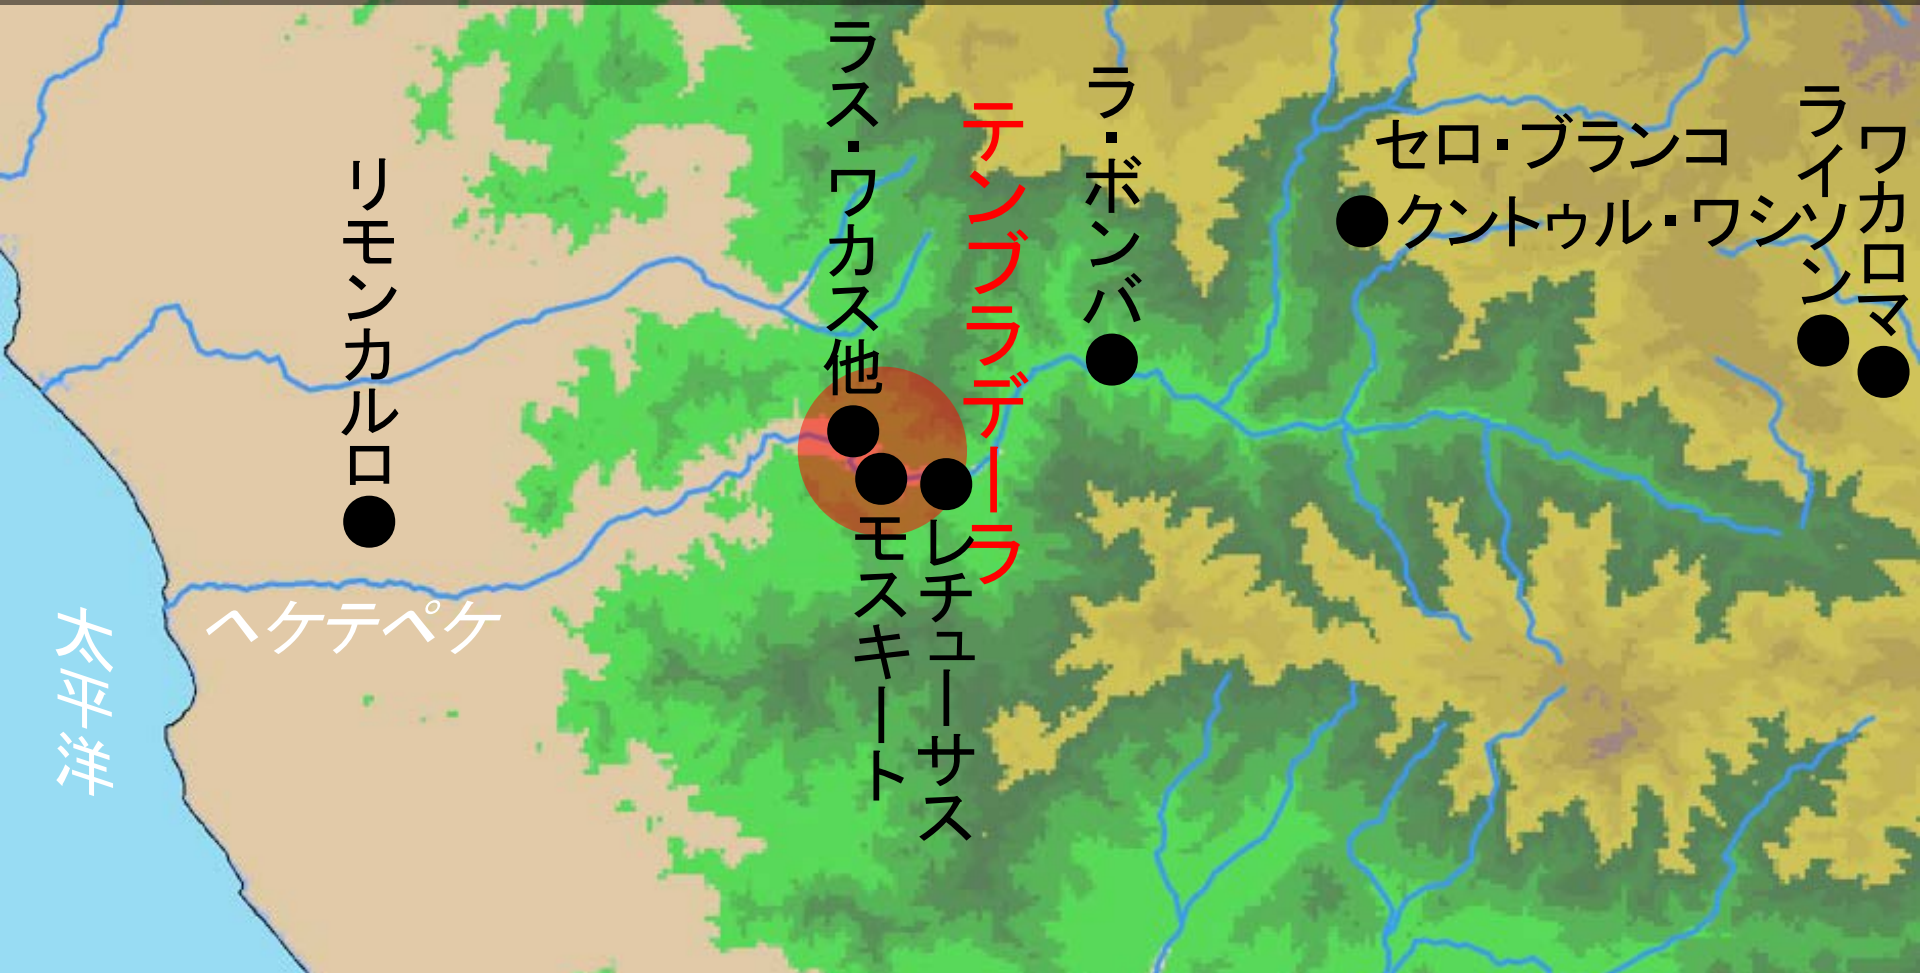 リモンカルロ
ラス・ワカス他
テンブラデーラ
ラ・ボンバ
セロ・ブランコ
クントゥル・ワシ
ライソン
ワカロマ
モスキート
レチューサス
ヘケテペケ
太平洋